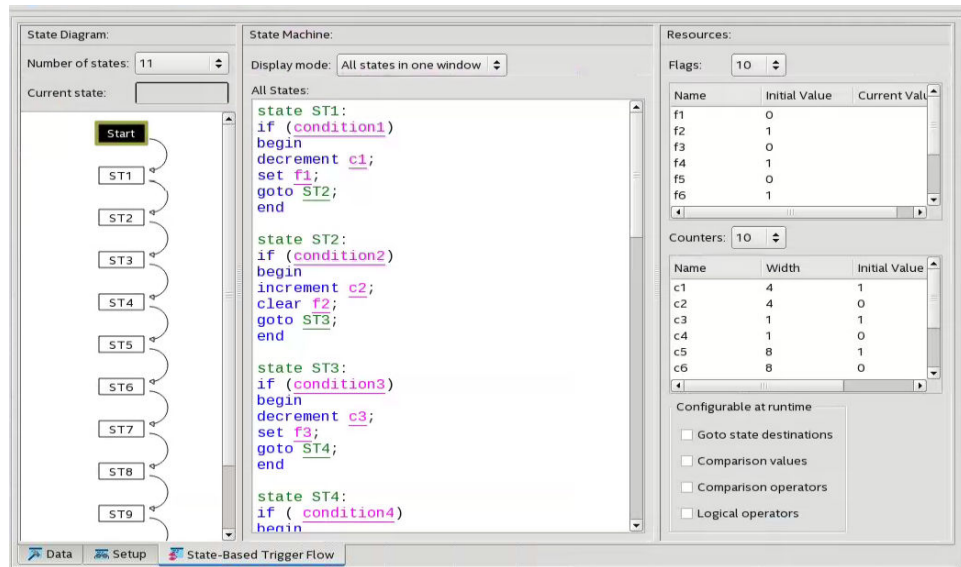 State Diagram:
Number of states: 11
Current state:
Start
ST1
ST2
ST3
ST4
ST5
ST6
ST7
ST8
ST9
State Machine:
Display mode: All states in one window
All States:
state ST1:
if (condition1)
begin
decrement c1;
set f1;
goto ST2;
end
state ST2:
if (condition2)
begin
increment c2;
clear f2;
goto ST3;
end
state ST3:
if (condition3)
begin
decrement c3;
set f3;
goto ST4;
end
state ST4:
if ( condition4)
begin
Resources:
Flags: 10
Name Initial Value Current Valu
f1 0
f2 1
f3 0
f4 1
f5 0
f6 1
Counters: 10
Name Width Initial Value
c1 4 1
c2 4 0
c3 1 1
c4 1 0
c5 8 1
c6 8 0
Configurable at runtime
Goto state destinations
Comparison values
Comparison operators
Logical operators
Data Setup State-Based Trigger Flow